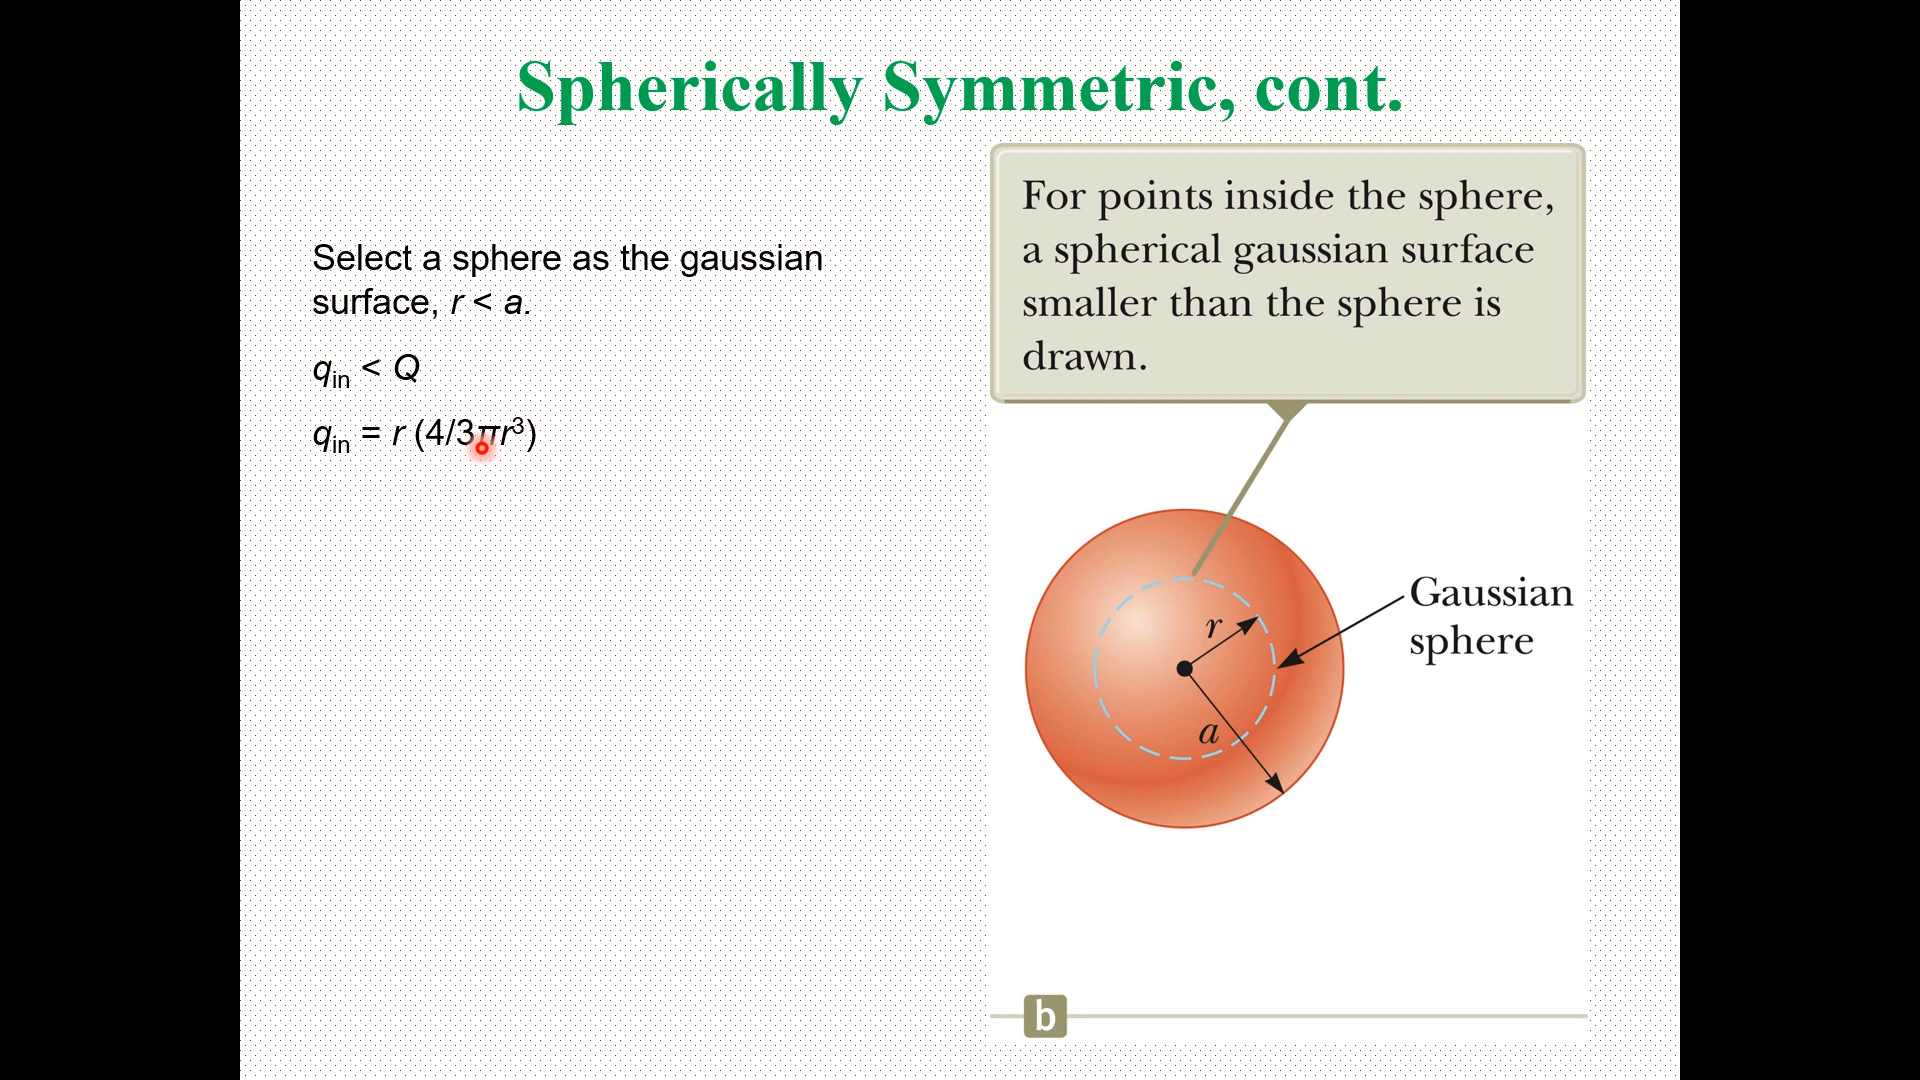 Spherically Symmetric, cont.
Select a sphere as the gaussian
surface, r < a.
qin < Q
qin = r (4/3πr³)
For points inside the sphere,
a spherical gaussian surface
smaller than the sphere is
drawn.
r
a
Gaussian
sphere
b